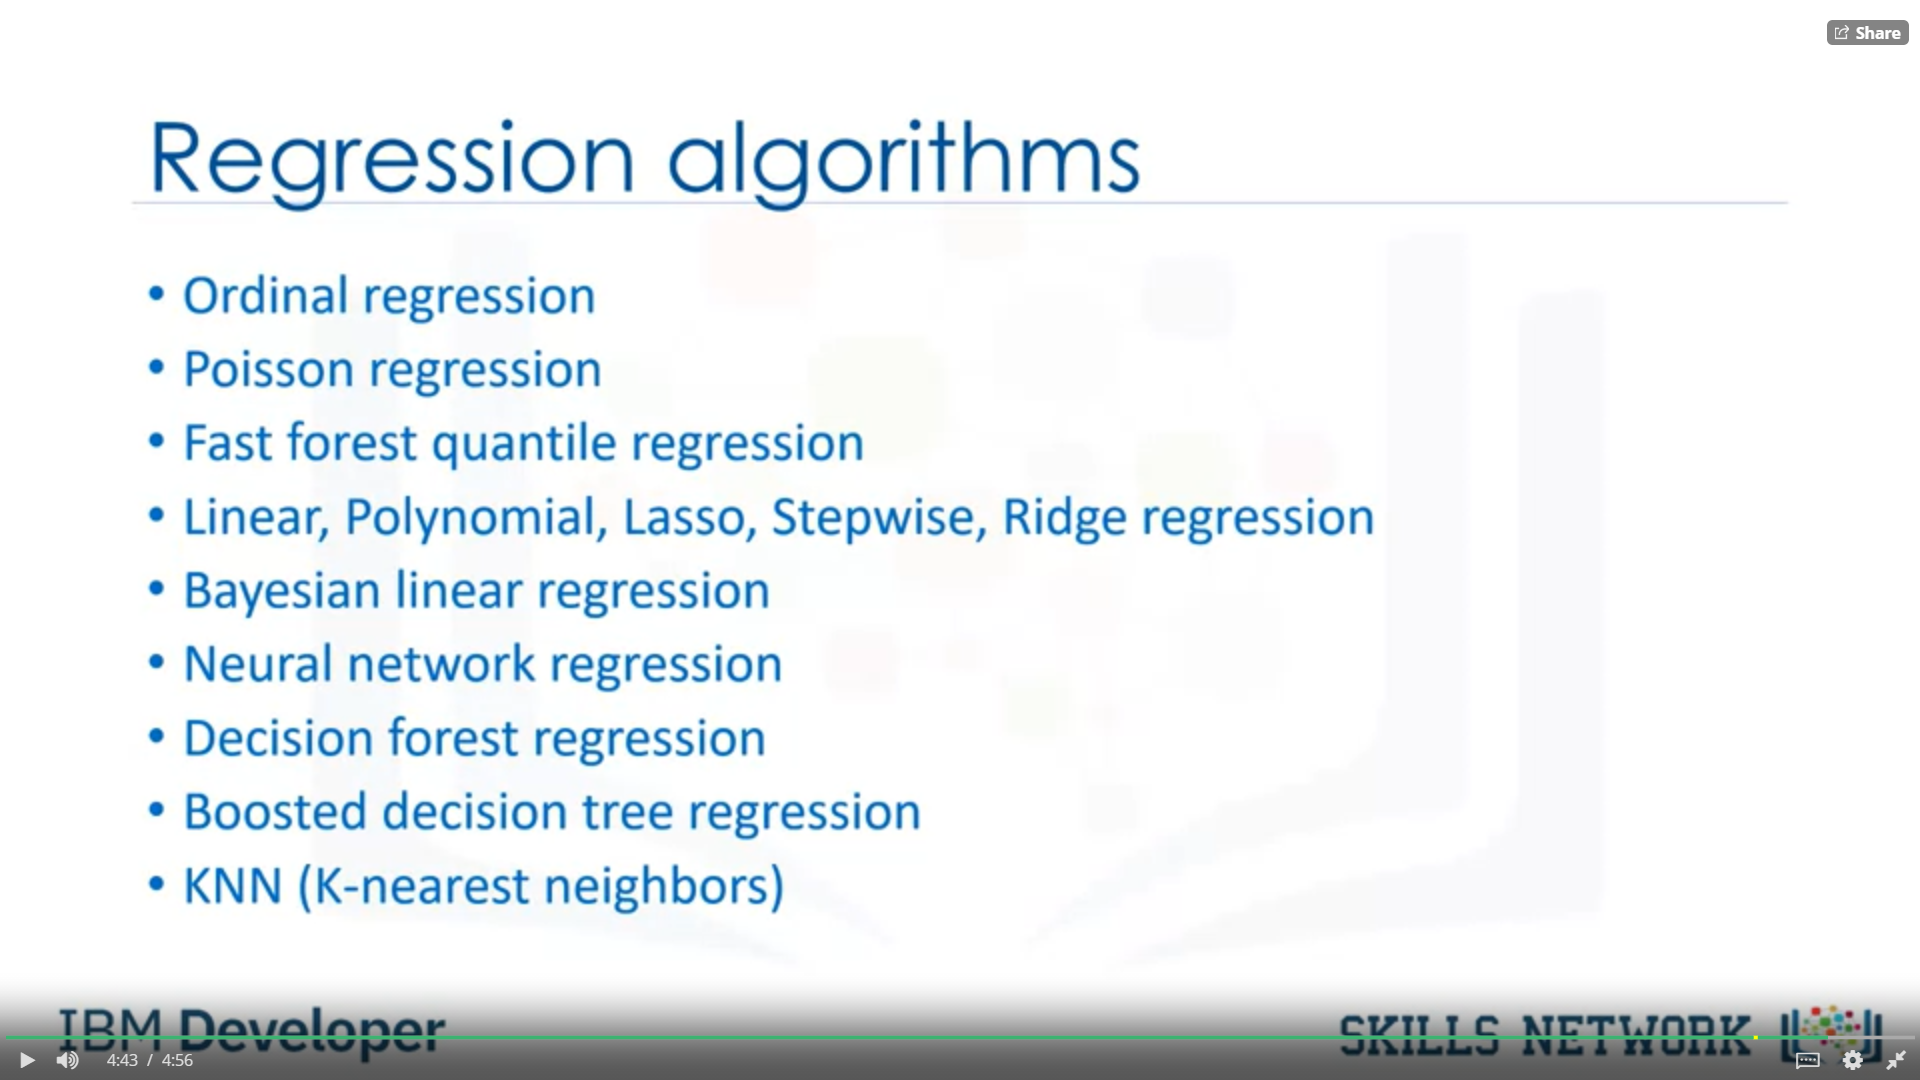 Share
Regression algorithms
• Ordinal regression
• Poisson regression
• Fast forest quantile regression
• Linear, Polynomial, Lasso, Stepwise, Ridge regression
• Bayesian linear regression
• Neural network regression
• Decision forest regression
• Boosted decision tree regression
• KNN (K-nearest neighbors)
IBM Developer
SKILLS NETWORK
4:43 / 4:56